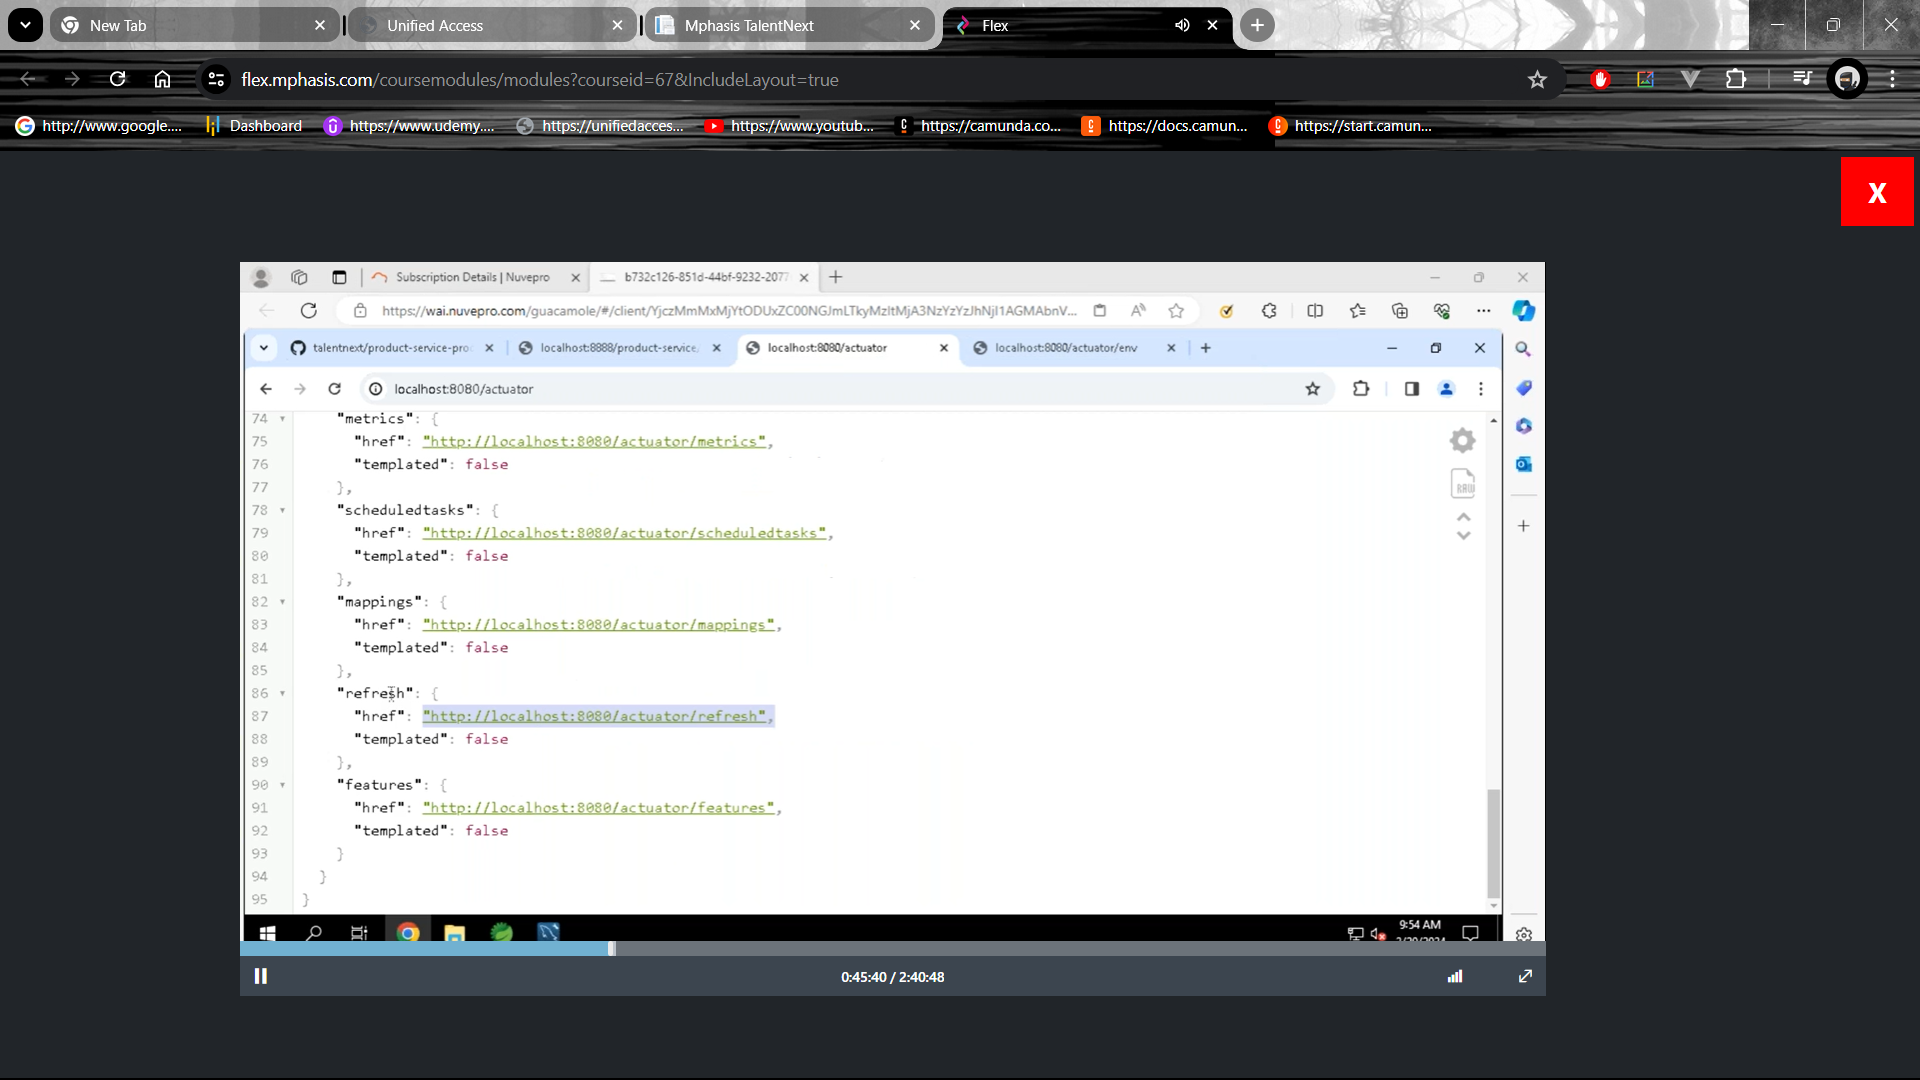 New Tab
Unified Access
Mphasis TalentNext
Flex
flex.mphasis.com/coursemodules/modules?courseid=67&IncludeLayout=true
http://www.google....
Dashboard
https://www.udemy....
https://unifiedacces...
https://www.youtub...
https://camunda.co...
https://docs.camun...
https://start.camun...
X
Subscription Details | Nuvepro
b732c126-851d-44bf-9232-2077
https://wai.nuvepro.com/guacamole/#/client/YjczMmMxMjYtODUxZC00NGJmLTkyMzItMjA3NzYzYzJhNjI1AGMAbnV...
talentnext/product-service-pro
localhost:8888/product-service
localhost:8080/actuator
localhost:8080/actuator/env
localhost:8080/actuator
74 "metrics": {
75 "href": "http://localhost:8080/actuator/metrics",
76 "templated": false
77 },
78 "scheduledtasks": {
79 "href": "http://localhost:8080/actuator/scheduledtasks",
80 "templated": false
81 },
82 "mappings": {
83 "href": "http://localhost:8080/actuator/mappings",
84 "templated": false
85 },
86 "refresh": {
87 "href": "http://localhost:8080/actuator/refresh",
88 "templated": false
89 },
90 "features": {
91 "href": "http://localhost:8080/actuator/features",
92 "templated": false
93 }
94 }
95 }
RAW
9:54 AM
0:45:40 / 2:40:48